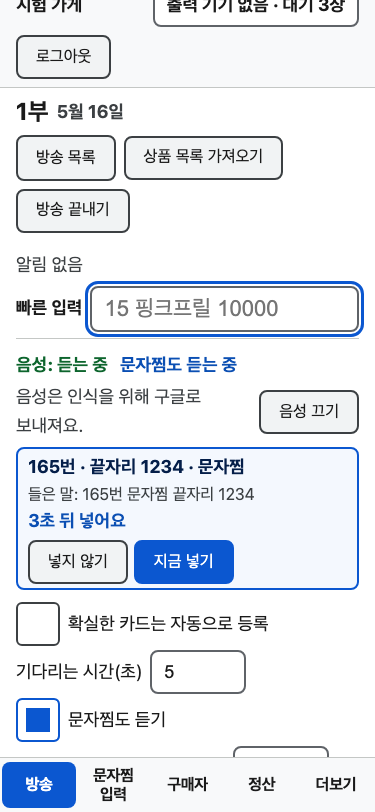 시험 가게
출력 기기 없음 · 대기 3장
로그아웃
1부 5월 16일
방송 목록
상품 목록 가져오기
방송 끝내기
알림 없음
빠른 입력
15 핑크프릴 10000
음성: 듣는 중 문자찜도 듣는 중
음성은 인식을 위해 구글로
보내져요.
음성 끄기
165번 · 끝자리 1234 · 문자찜
들은 말: 165번 문자찜 끝자리 1234
3초 뒤 넣어요
넣지 않기
지금 넣기
확실한 카드는 자동으로 등록
기다리는 시간(초)
5
문자찜도 듣기
방송
문자찜
입력
구매자
정산
더보기